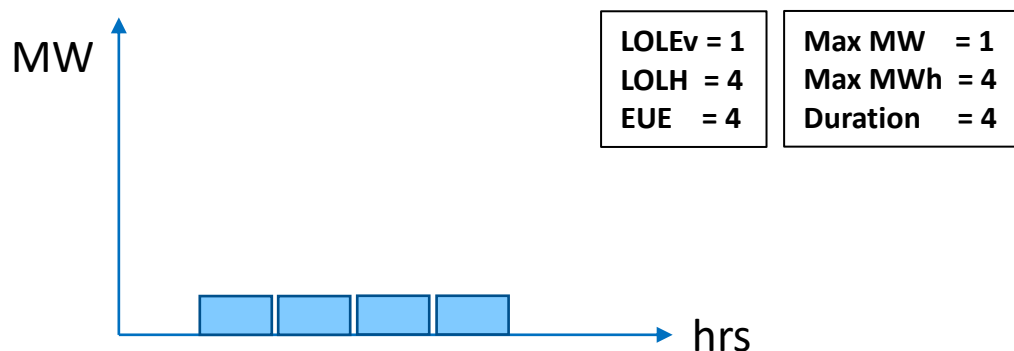 MW
LOLEv = 1
LOLH = 4
EUE = 4
Max MW = 1
Max MWh = 4
Duration = 4
hrs